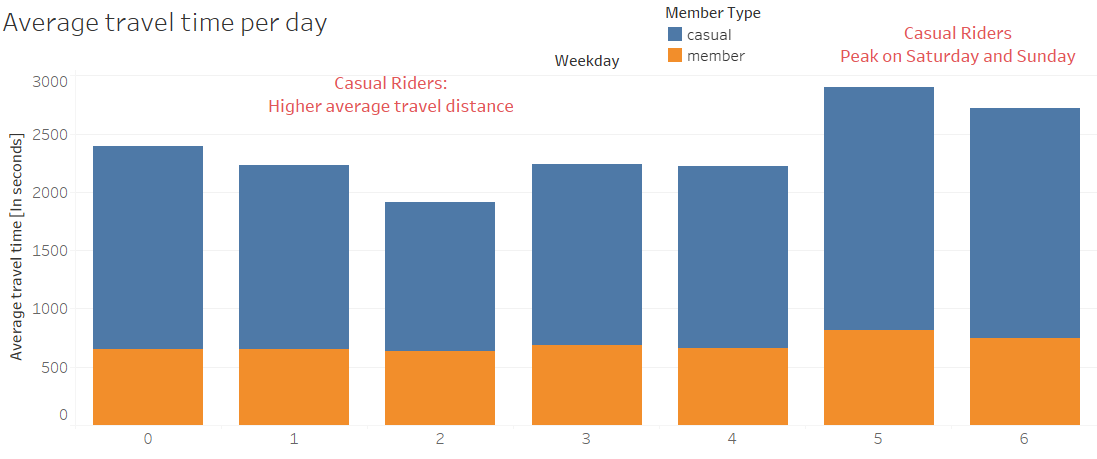 Average travel time per day
Member Type
casual
member
Casual Riders
Peak on Saturday and Sunday
Weekday
Casual Riders:
Higher average travel distance
Average travel time [In seconds]
3000
2500
2000
1500
1000
500
0
0 1 2 3 4 5 6